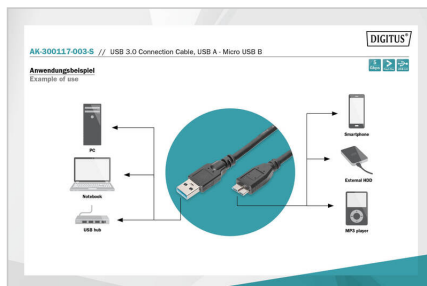 DIGITUS®
AK-300117-003-S // USB 3.0 Connection Cable, USB A - Micro USB B
Anwendungsbeispiel
Example of use
PC
Notebook
USB hub
Smartphone
External HDD
MP3 player